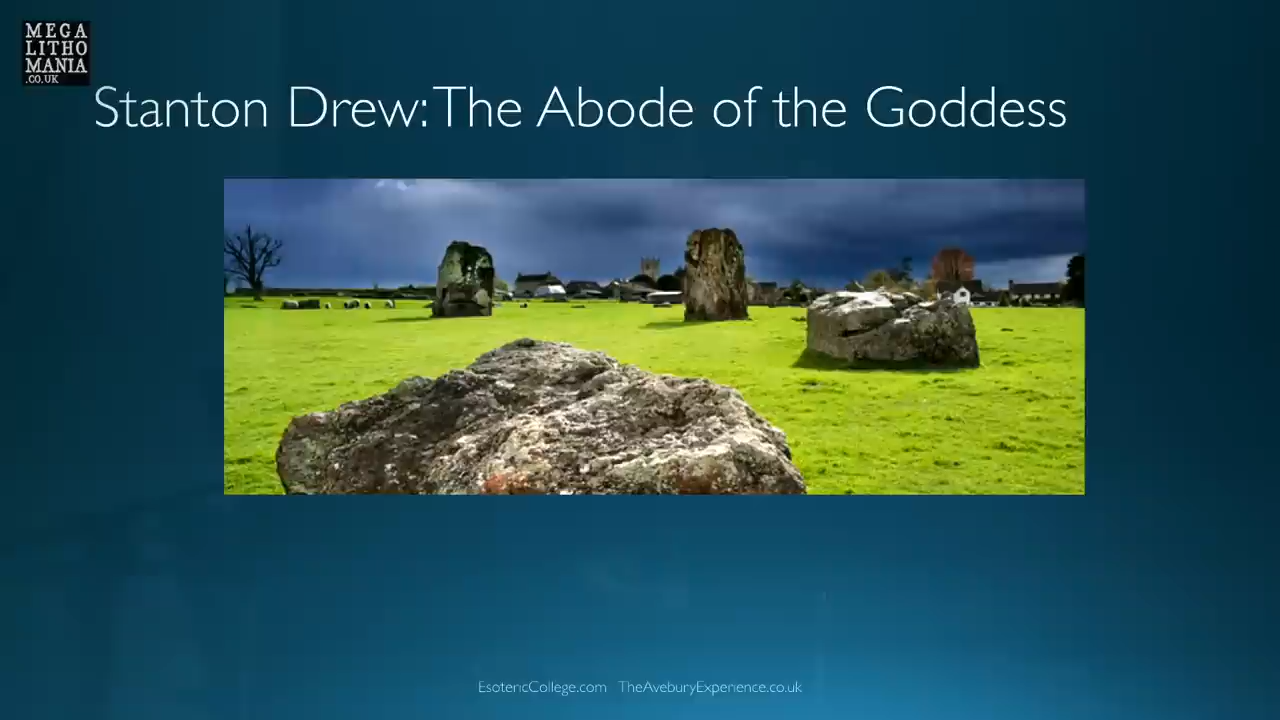 MEGA
LITHO
MANIA
.CO.UK
Stanton Drew: The Abode of the Goddess
EsotericCollege.com TheAveburyExperience.co.uk